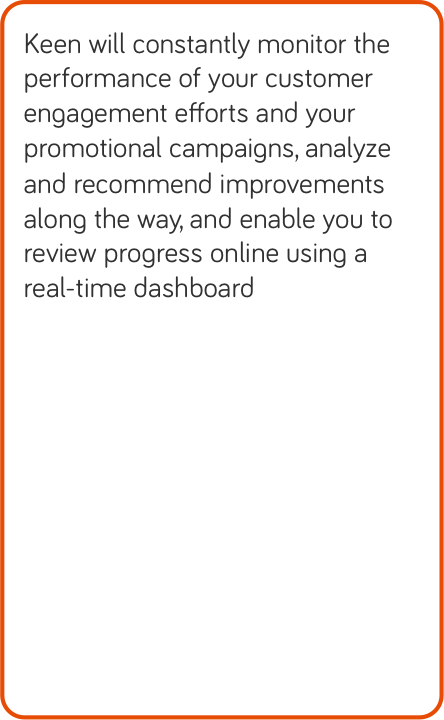 Keen will constantly monitor the
performance of your customer
engagement efforts and your
promotional campaigns, analyze
and recommend improvements
along the way, and enable you to
review progress online using a
real-time dashboard